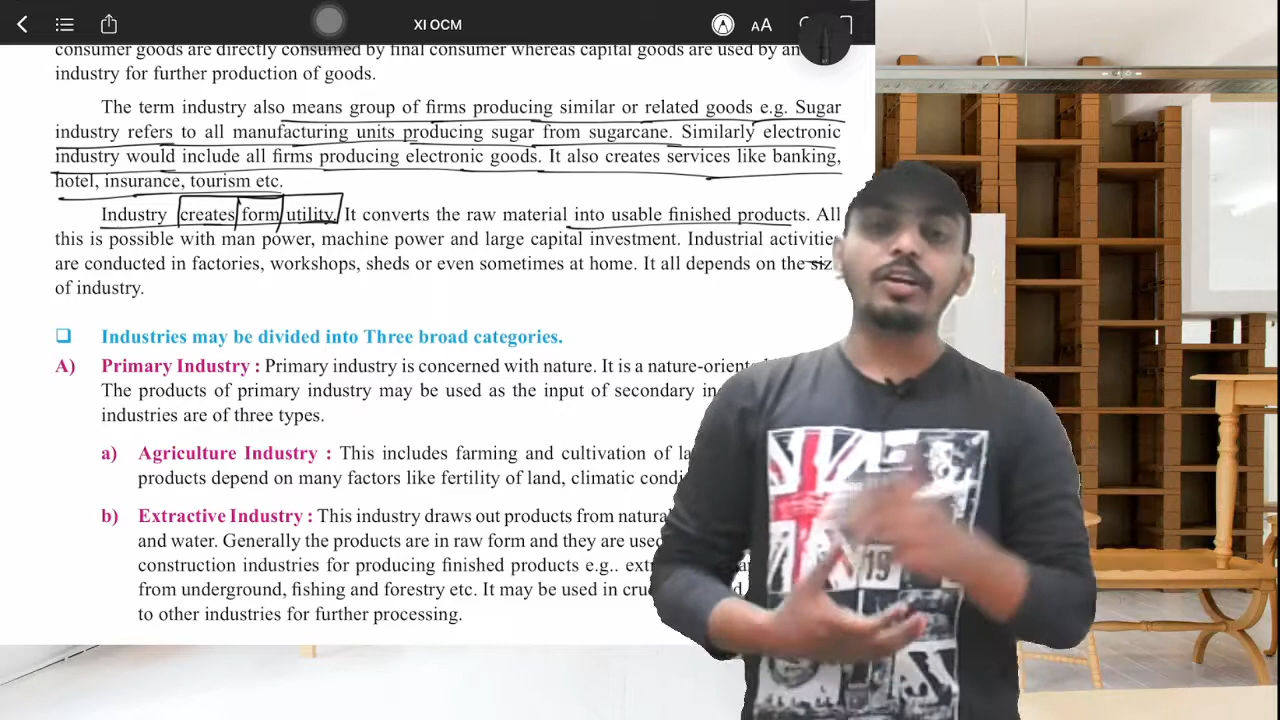 XI OCM
AA
consumer goods are directly consumed by final consumer whereas capital goods are used by an
industry for further production of goods.
The term industry also means group of firms producing similar or related goods e.g. Sugar
industry refers to all manufacturing units producing sugar from sugarcane. Similarly electronic
industry would include all firms producing electronic goods. It also creates services like banking,
hotel, insurance, tourism etc.
Industry creates form utility. It converts the raw material into usable finished products. All
this is possible with man power, machine power and large capital investment. Industrial activities
are conducted in factories, workshops, sheds or even sometimes at home. It all depends on the size
of industry.
Industries may be divided into Three broad categories.
A) Primary Industry : Primary industry is concerned with nature. It is a nature-oriented
The products of primary industry may be used as the input of secondary
industries are of three types.
a) Agriculture Industry : This includes farming and cultivation of
products depend on many factors like fertility of land, climatic
b) Extractive Industry : This industry draws out products from natural
and water. Generally the products are in raw form and they are used
construction industries for producing finished products e.g..
from underground, fishing and forestry etc. It may be used in
to other industries for further processing.
19